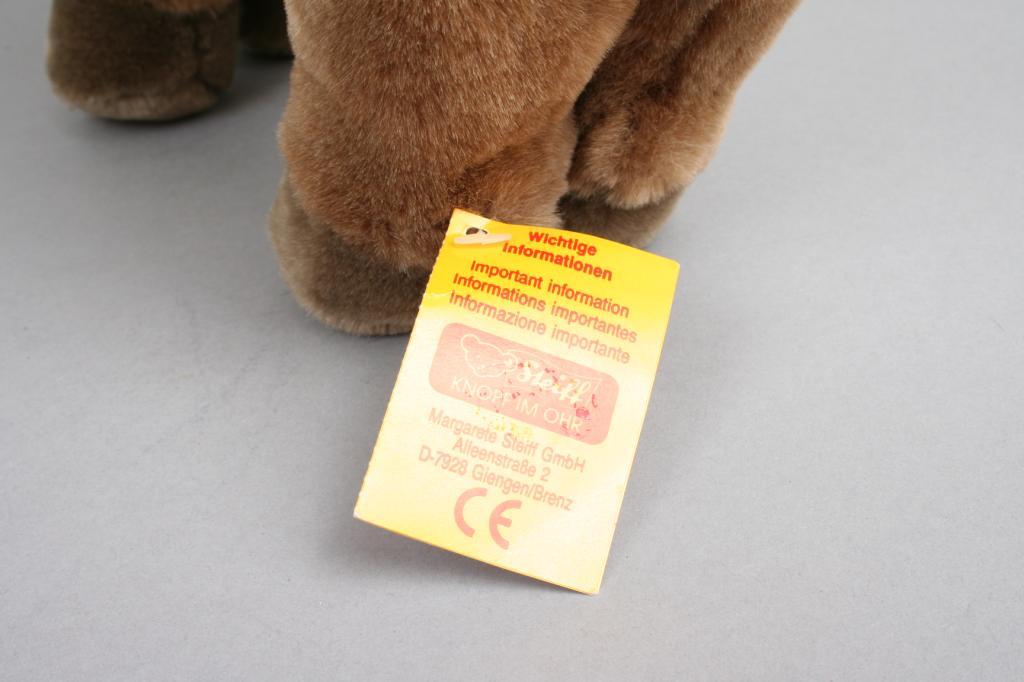 Wichtige
Informationen
Important information
Informations importantes
Informazione importante
Steiff
KNOPF IM OHR
Margarete Steiff GmbH
Alleenstraße 2
D-7928 Giengen/Brenz
CE